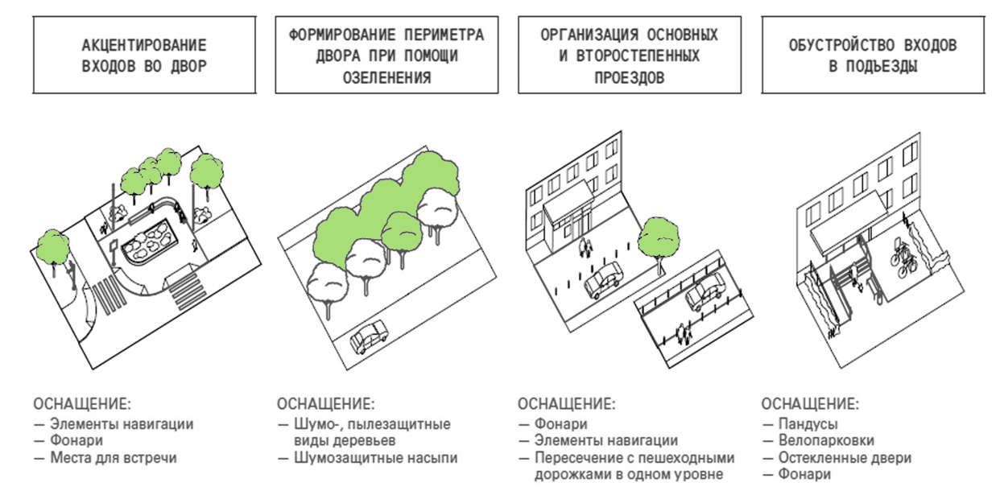 АКЦЕНТИРОВАНИЕ
ВХОДОВ ВО ДВОР
ФОРМИРОВАНИЕ ПЕРИМЕТРА
ДВОРА ПРИ ПОМОЩИ
ОЗЕЛЕНЕНИЯ
ОРГАНИЗАЦИЯ ОСНОВНЫХ
И ВТОРОСТЕПЕННЫХ
ПРОЕЗДОВ
ОБУСТРОЙСТВО ВХОДОВ
В ПОДЪЕЗДЫ
ОСНАЩЕНИЕ:
— Элементы навигации
— Фонари
— Места для встречи
ОСНАЩЕНИЕ:
— Шумо-, пылезащитные
виды деревьев
— Шумозащитные насыпи
ОСНАЩЕНИЕ:
— Фонари
— Элементы навигации
— Пересечение с пешеходными
дорожками в одном уровне
ОСНАЩЕНИЕ:
— Пандусы
— Велопарковки
— Остекленные двери
— Фонари